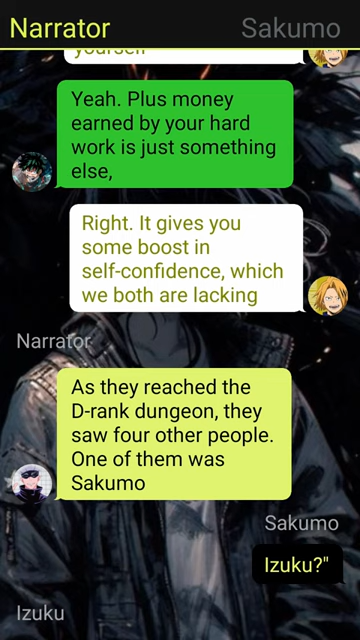 Narrator
Sakumo
yourself
Yeah. Plus money
earned by your hard
work is just something
else,
Right. It gives you
some boost in
self-confidence, which
we both are lacking
Narrator
As they reached the
D-rank dungeon, they
saw four other people.
One of them was
Sakumo
Sakumo
Izuku?"
Izuku